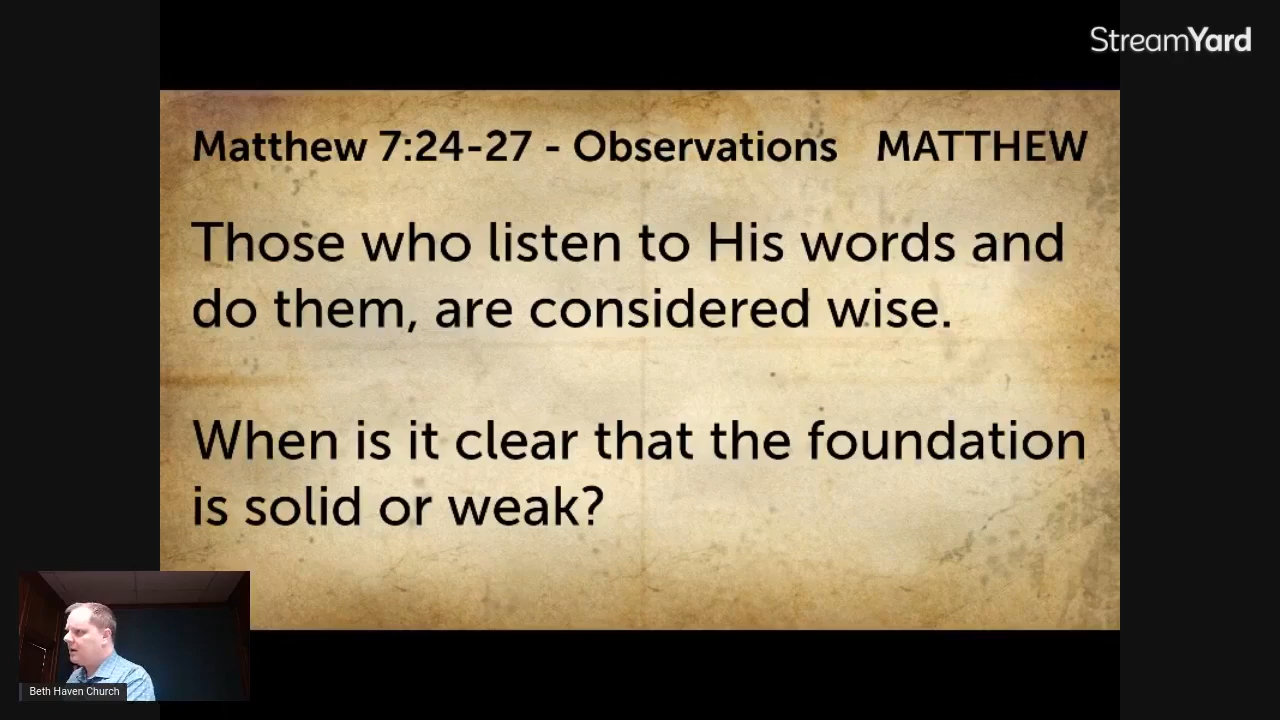 StreamYard
Matthew 7:24-27 - Observations MATTHEW
Those who listen to His words and
do them, are considered wise.
When is it clear that the foundation
is solid or weak?
Beth Haven Church